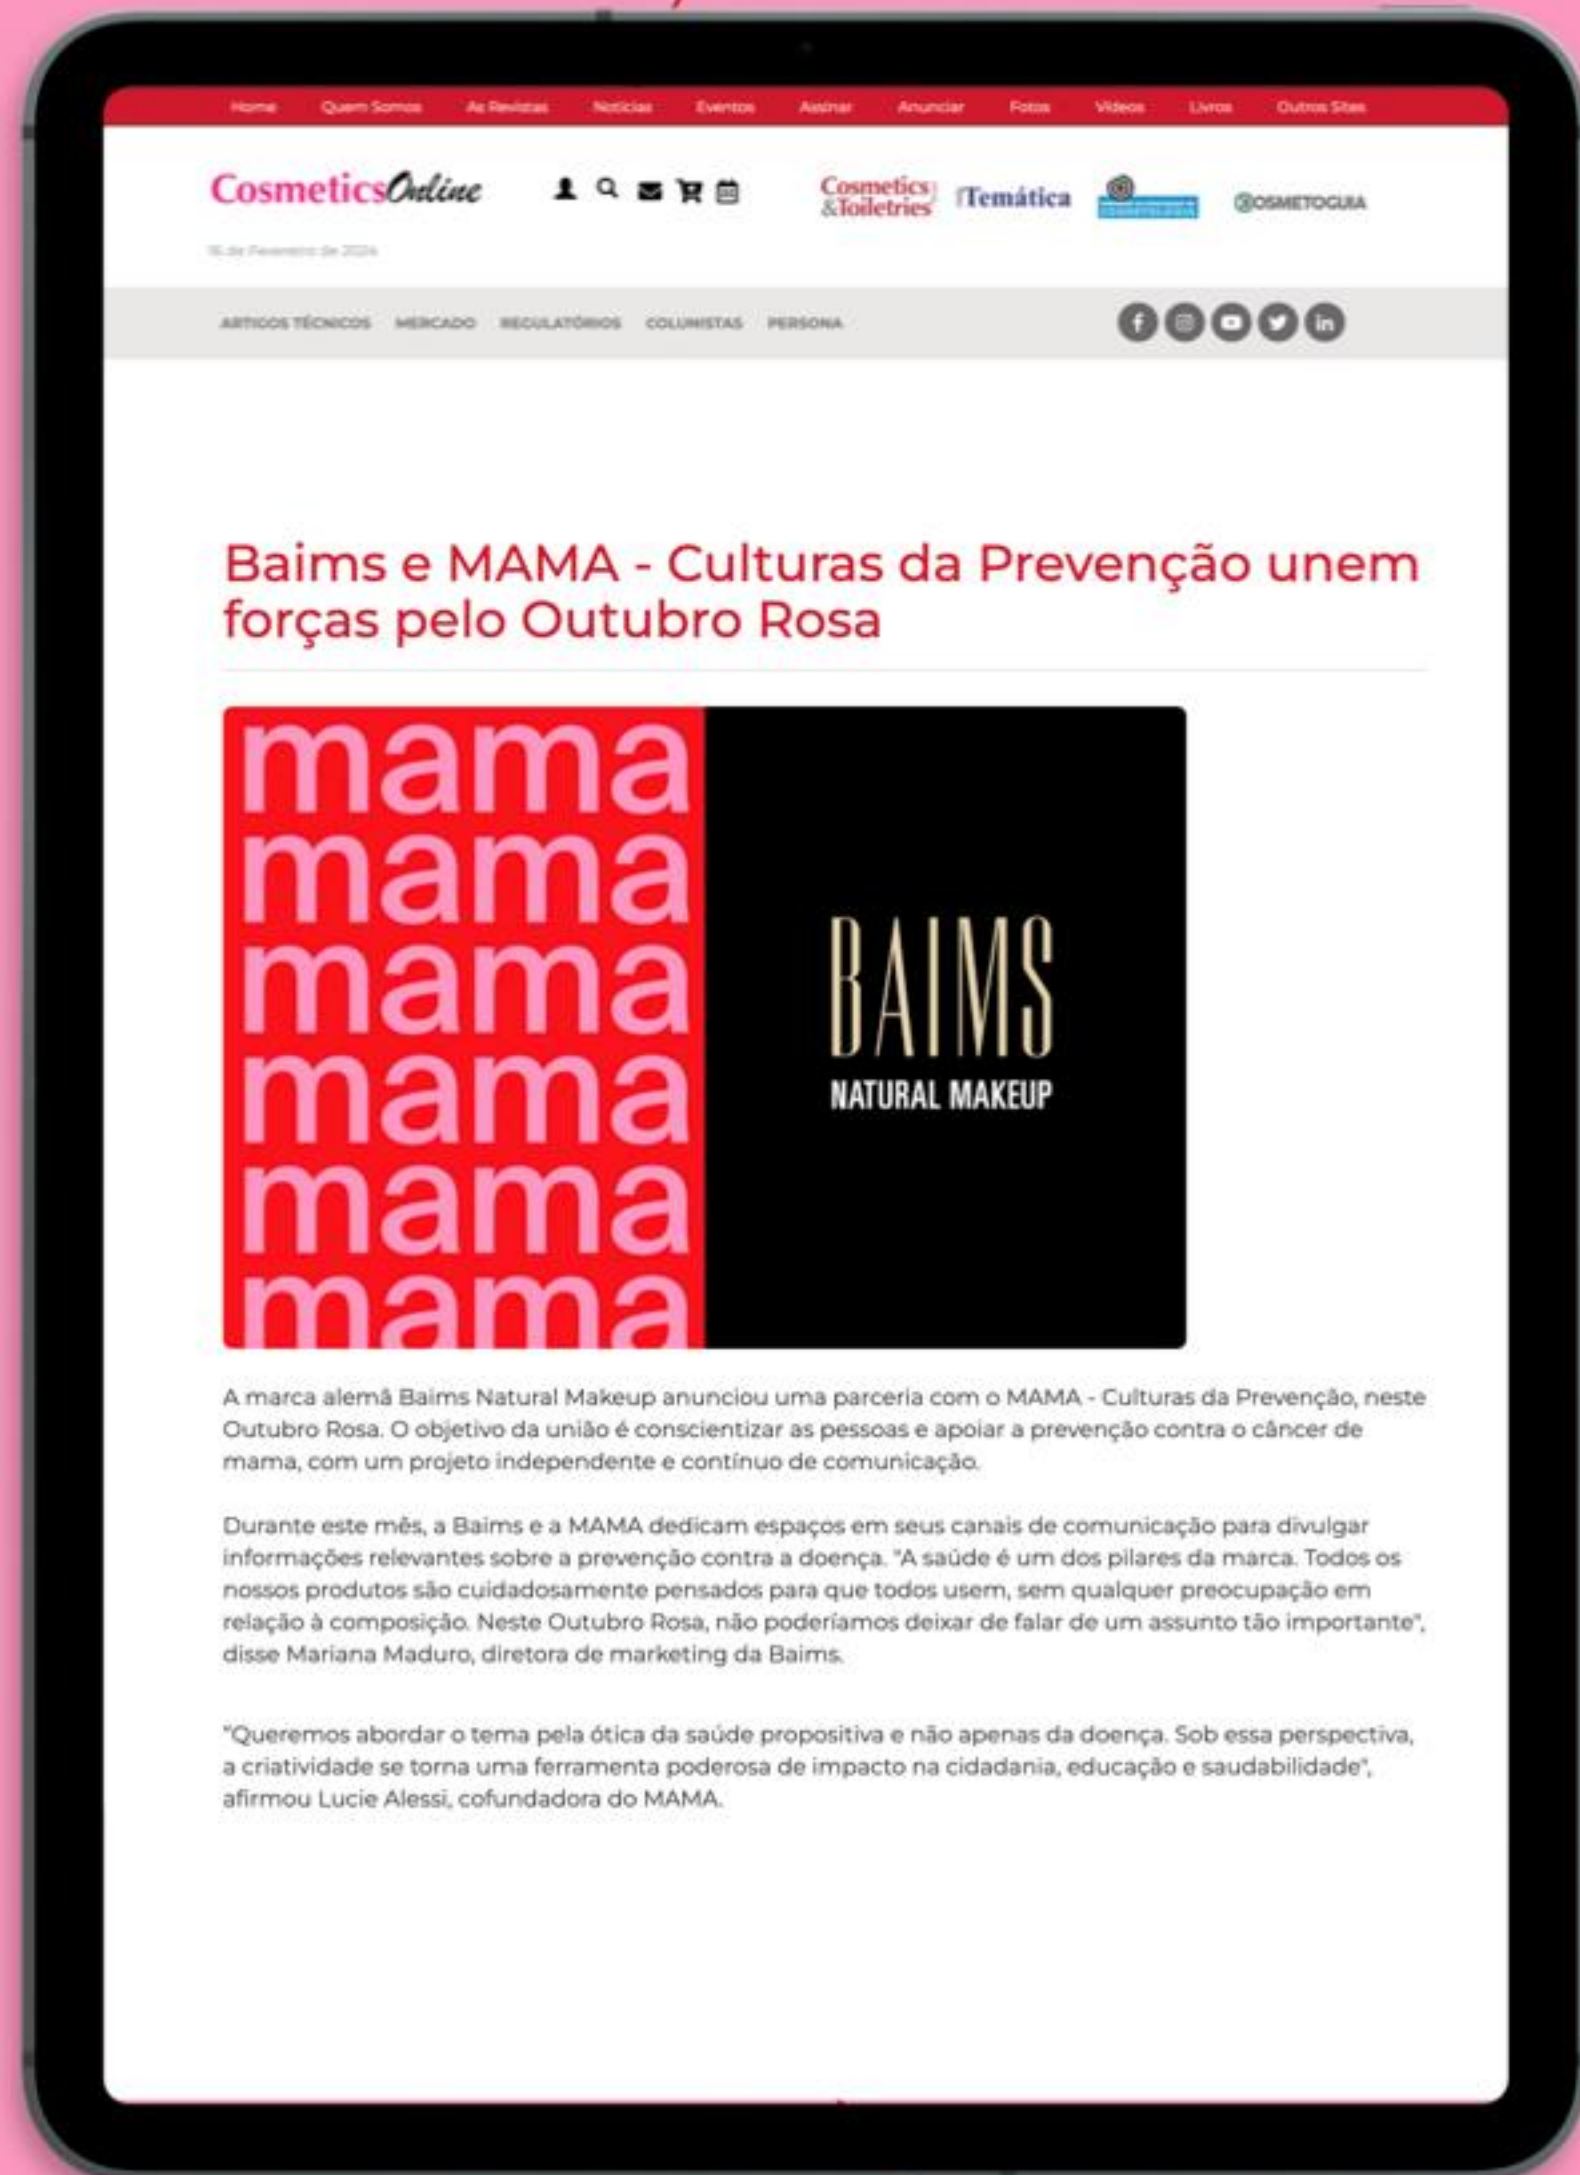 Home Quem Somos As Revistas Notícias Eventos Assinar Anunciar Fotos Vídeos Livros Outros Sites
CosmeticsOnline Cosmetics &Toiletries Temática COSMETOGUIA
16 de Fevereiro de 2024
ARTIGOS TÉCNICOS MERCADO REGULATÓRIOS COLUNISTAS PERSONA
Baims e MAMA - Culturas da Prevenção unem
forças pelo Outubro Rosa
mama
mama
mama
mama
mama
mama
BAIMS
NATURAL MAKEUP
A marca alemã Baims Natural Makeup anunciou uma parceria com o MAMA - Culturas da Prevenção, neste
Outubro Rosa. O objetivo da união é conscientizar as pessoas e apoiar a prevenção contra o câncer de
mama, com um projeto independente e contínuo de comunicação.
Durante este mês, a Baims e a MAMA dedicam espaços em seus canais de comunicação para divulgar
informações relevantes sobre a prevenção contra a doença. "A saúde é um dos pilares da marca. Todos os
nossos produtos são cuidadosamente pensados para que todos usem, sem qualquer preocupação em
relação à composição. Neste Outubro Rosa, não poderíamos deixar de falar de um assunto tão importante",
disse Mariana Maduro, diretora de marketing da Baims.
"Queremos abordar o tema pela ótica da saúde propositiva e não apenas da doença. Sob essa perspectiva,
a criatividade se torna uma ferramenta poderosa de impacto na cidadania, educação e saudabilidade",
afirmou Lucie Alessi, cofundadora do MAMA.